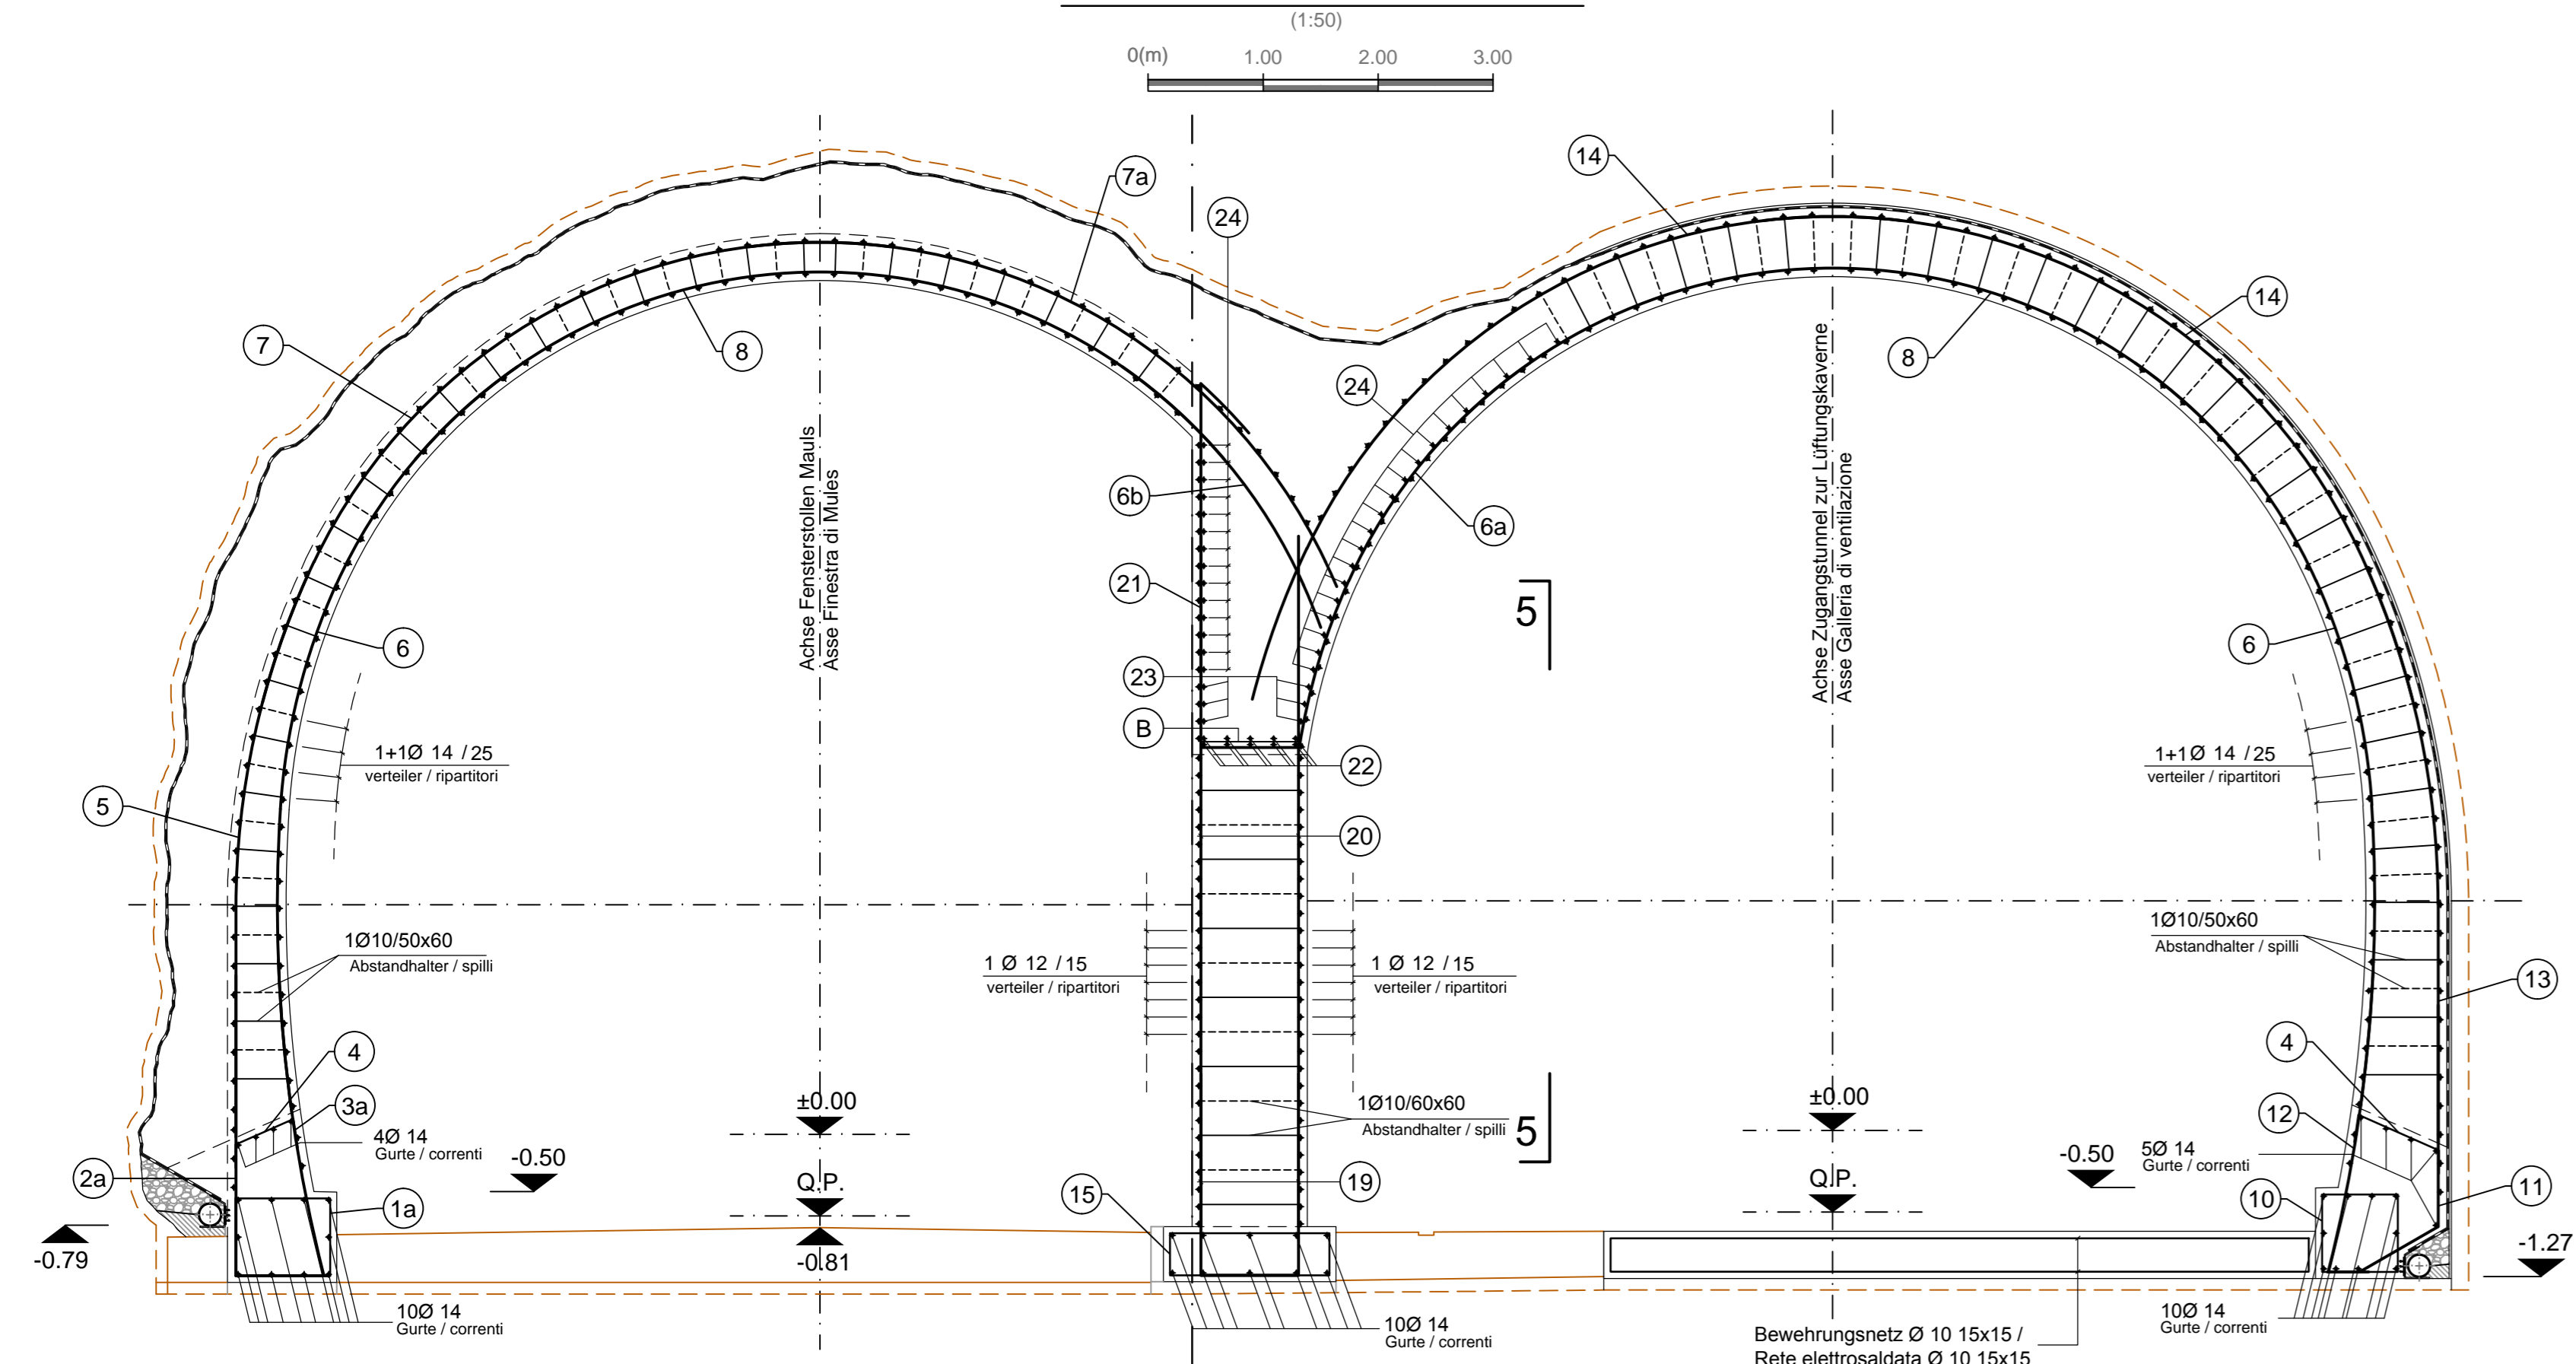 (1:50)
0(m) 1.00 2.00 3.00
14
7a
24
14
7
8
8
24
6b
6a
Achse Fensterstollen Mauls
Asse Finestra di Mules
Achse Zugangstunnel zur Lüftungskaverne
Asse Galleria di ventilazione
21
5
6
6
23
B
1+1Ø 14 /25
verteiler / ripartitori
22
1+1Ø 14 /25
verteiler / ripartitori
5
20
1Ø10/50x60
Abstandhalter / spilli
1 Ø 12 /15
verteiler / ripartitori
1 Ø 12 /15
verteiler / ripartitori
1Ø10/50x60
Abstandhalter / spilli
13
4
4
3a
±0.00
1Ø10/60x60
Abstandhalter / spilli
5
±0.00
12
4Ø 14
Gurte / correnti
5Ø 14
Gurte / correnti
2a
-0.50
Q.P.
19
-0.50
Q.P.
11
1a
15
10
-0.79
-0.81
-1.27
10Ø 14
Gurte / correnti
10Ø 14
Gurte / correnti
10Ø 14
Gurte / correnti
Bewehrungsnetz Ø 10 15x15 /
Rete elettrosaldata Ø 10 15x15